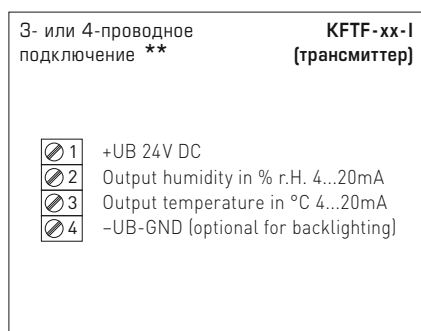 3- или 4-проводное KFTF-xx-I
подключение ** (трансмиттер)
1 +UB 24V DC
2 Output humidity in % r.H. 4...20mA
3 Output temperature in °C 4...20mA
4 –UB-GND (optional for backlighting)